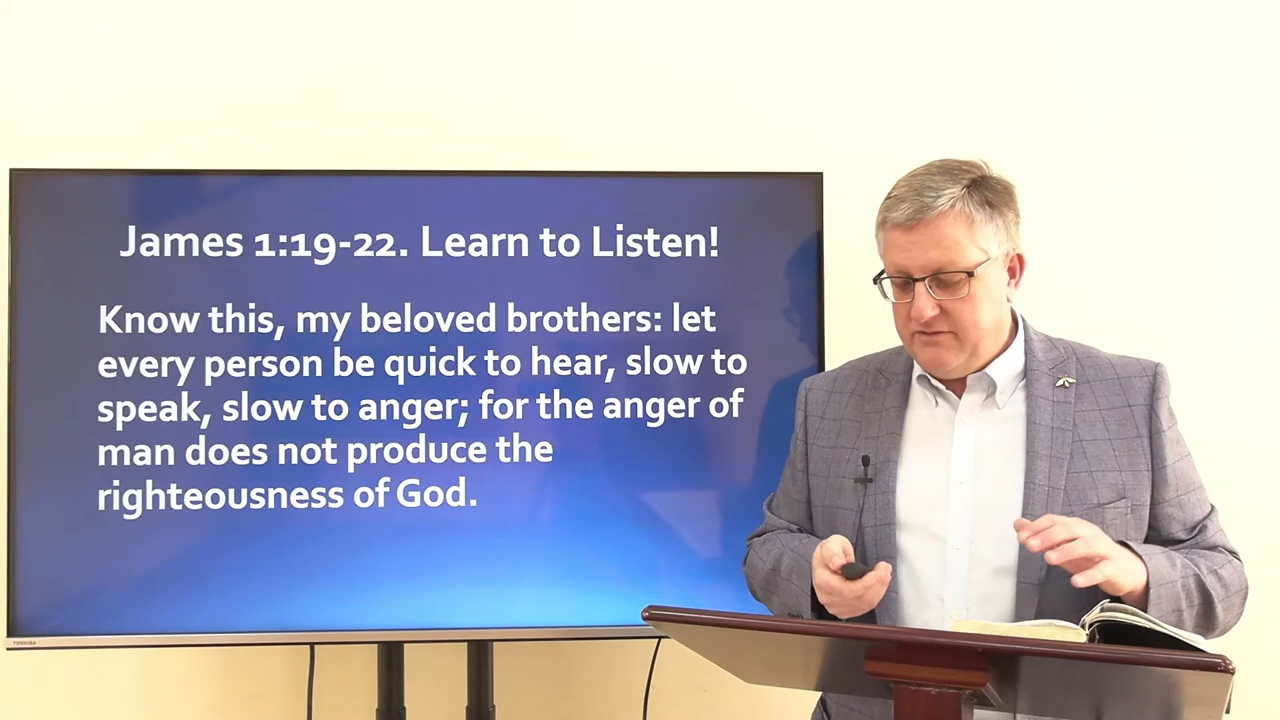 James 1:19-22. Learn to Listen!
Know this, my beloved brothers: let
every person be quick to hear, slow to
speak, slow to anger; for the anger of
man does not produce the
righteousness of God.
TOSHIBA